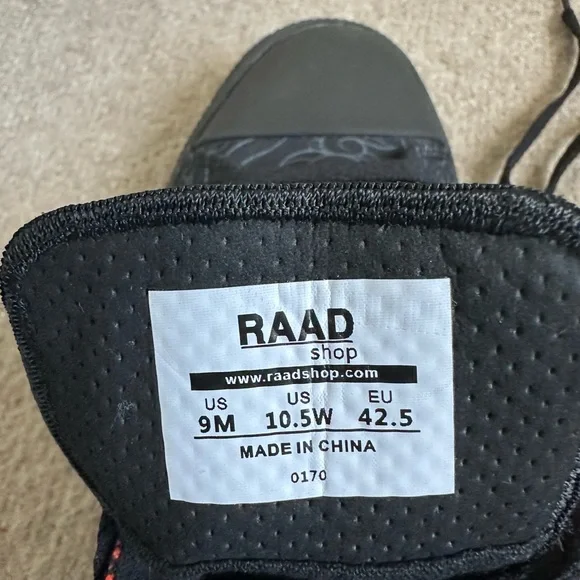 RAAD
shop
www.raadshop.com
US US EU
9M 10.5W 42.5
MADE IN CHINA
0170